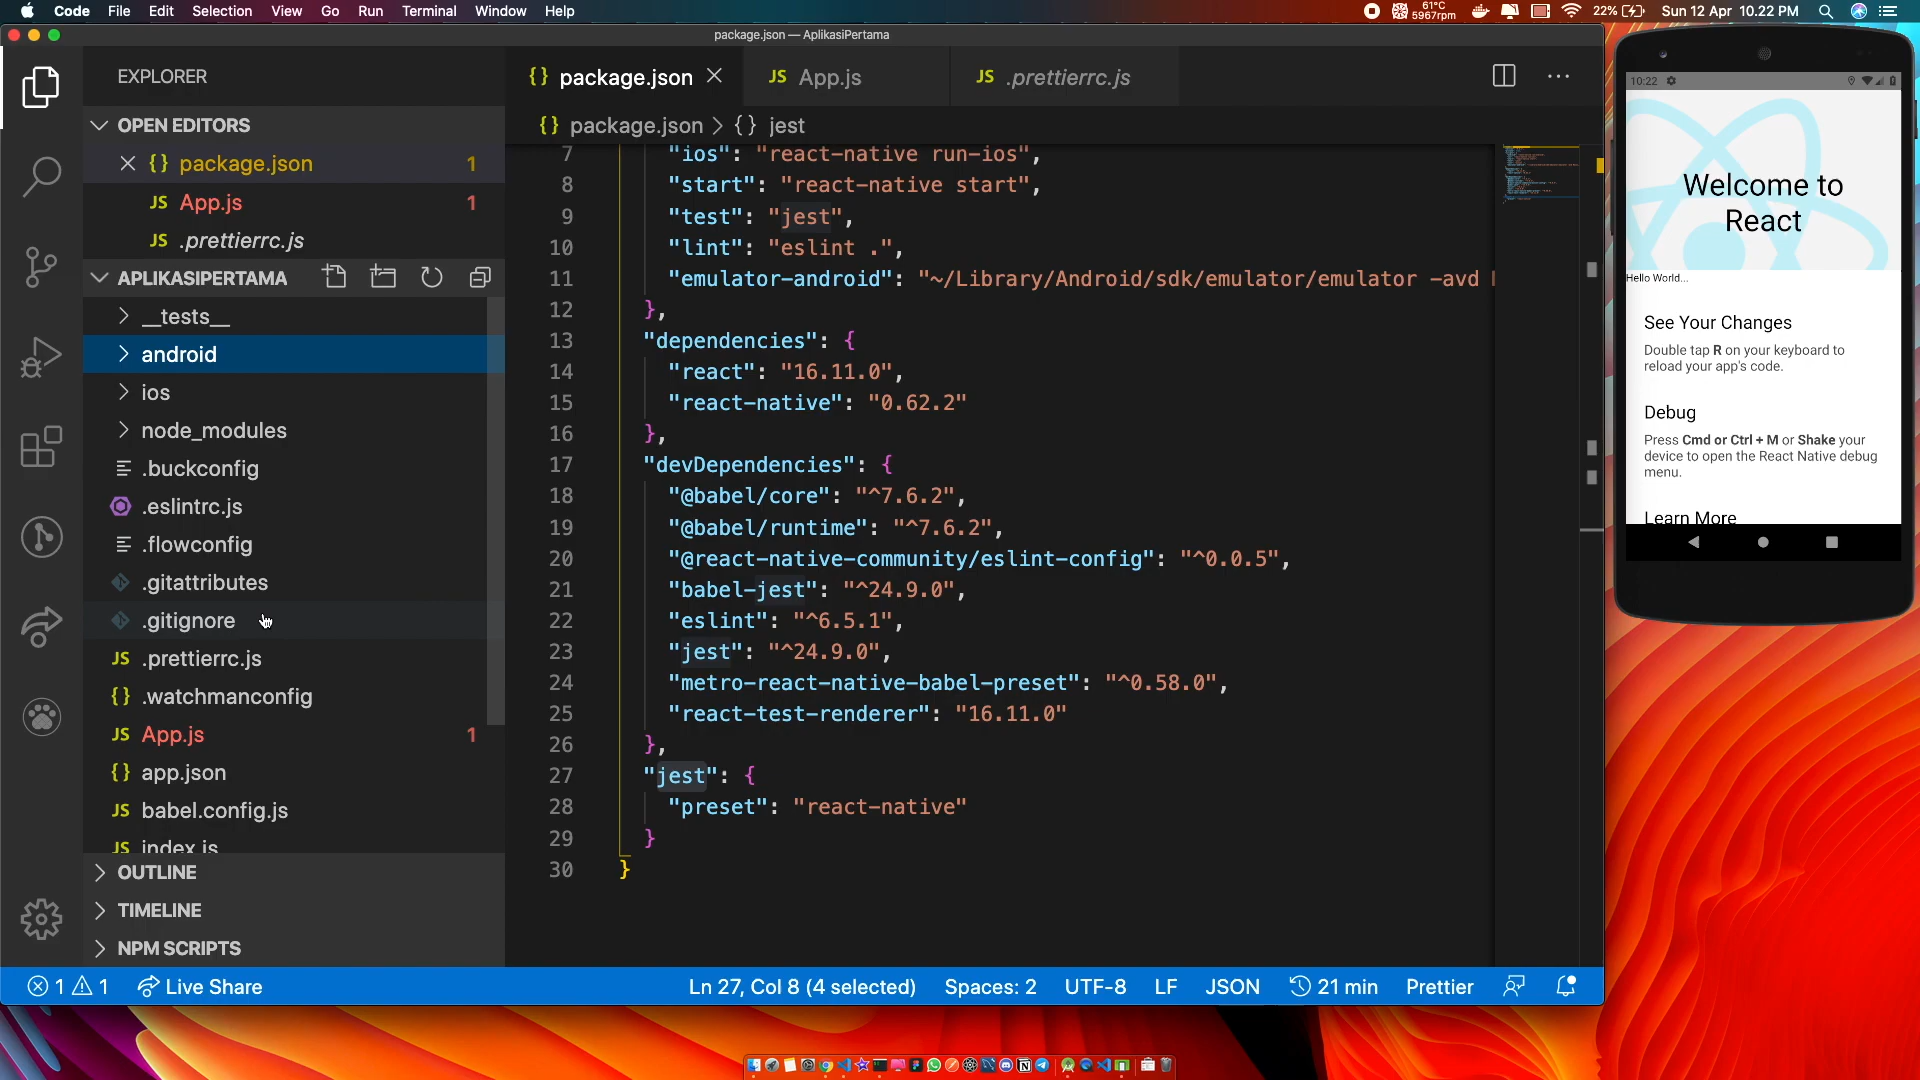 Code File Edit Selection View Go Run Terminal Window Help
61°C
5967rpm
22%
Sun 12 Apr 10.22 PM
package.json — AplikasiPertama
EXPLORER
OPEN EDITORS
{} package.json 1
JS App.js 1
JS .prettierrc.js
APLIKASIPERTAMA
__tests__
android
ios
node_modules
.buckconfig
.eslintrc.js
.flowconfig
.gitattributes
.gitignore
JS .prettierrc.js
{} .watchmanconfig
JS App.js 1
{} app.json
JS babel.config.js
JS index.js
OUTLINE
TIMELINE
NPM SCRIPTS
{} package.json
JS App.js
JS .prettierrc.js
{} package.json > {} jest
7 "ios": "react-native run-ios",
8 "start": "react-native start",
9 "test": "jest",
10 "lint": "eslint .",
11 "emulator-android": "~/Library/Android/sdk/emulator/emulator -avd
12 },
13 "dependencies": {
14 "react": "16.11.0",
15 "react-native": "0.62.2"
16 },
17 "devDependencies": {
18 "@babel/core": "^7.6.2",
19 "@babel/runtime": "^7.6.2",
20 "@react-native-community/eslint-config": "^0.0.5",
21 "babel-jest": "^24.9.0",
22 "eslint": "^6.5.1",
23 "jest": "^24.9.0",
24 "metro-react-native-babel-preset": "^0.58.0",
25 "react-test-renderer": "16.11.0"
26 },
27 "jest": {
28 "preset": "react-native"
29 }
30 }
1 1 Live Share
Ln 27, Col 8 (4 selected) Spaces: 2 UTF-8 LF JSON 21 min Prettier
10:22
Welcome to
React
Hello World...
See Your Changes
Double tap R on your keyboard to
reload your app's code.
Debug
Press Cmd or Ctrl + M or Shake your
device to open the React Native debug
menu.
Learn More